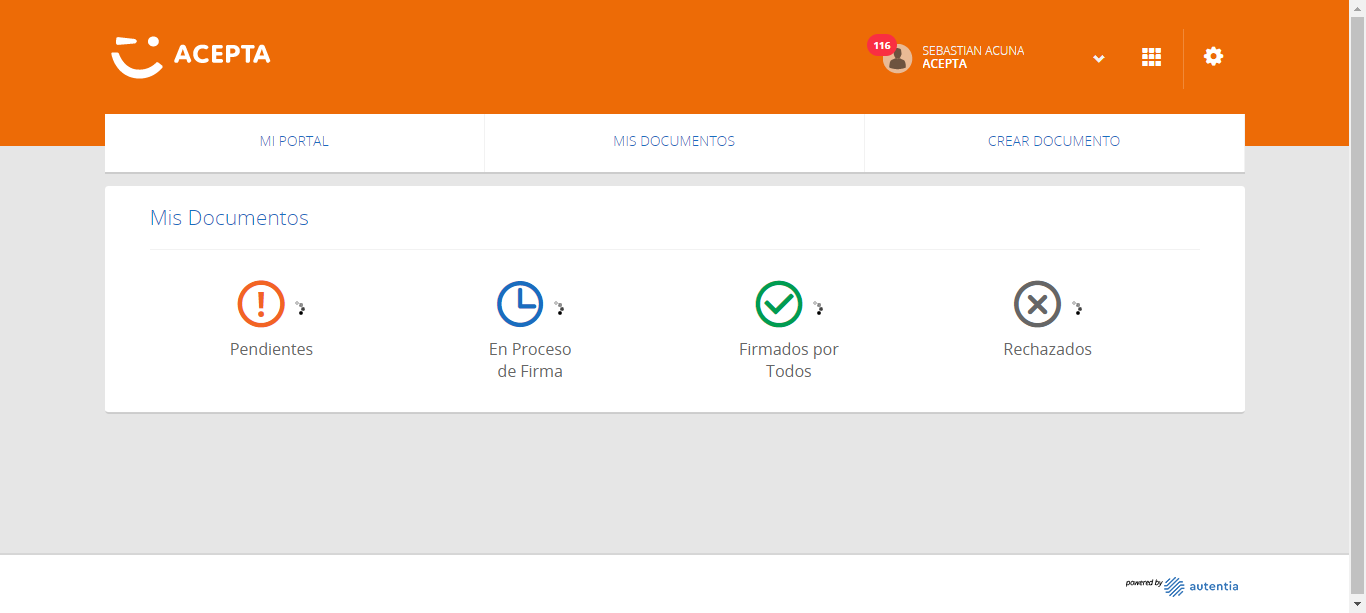 ACEPTA
116
SEBASTIAN ACUNA
ACEPTA
MI PORTAL
MIS DOCUMENTOS
CREAR DOCUMENTO
Mis Documentos
Pendientes
En Proceso
de Firma
Firmados por
Todos
Rechazados
powered by autentia